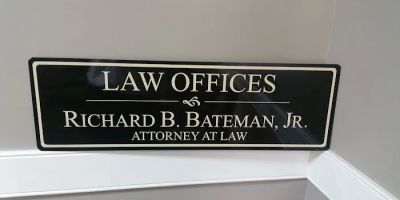 LAW OFFICES
RICHARD B. BATEMAN, JR.
ATTORNEY AT LAW